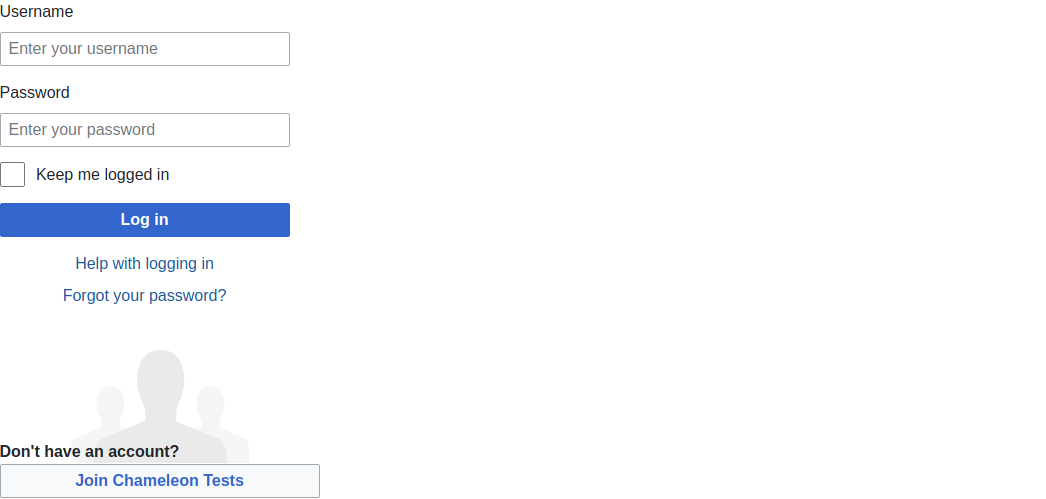 Username
Enter your username
Password
Enter your password
Keep me logged in
Log in
Help with logging in
Forgot your password?
Don't have an account?
Join Chameleon Tests